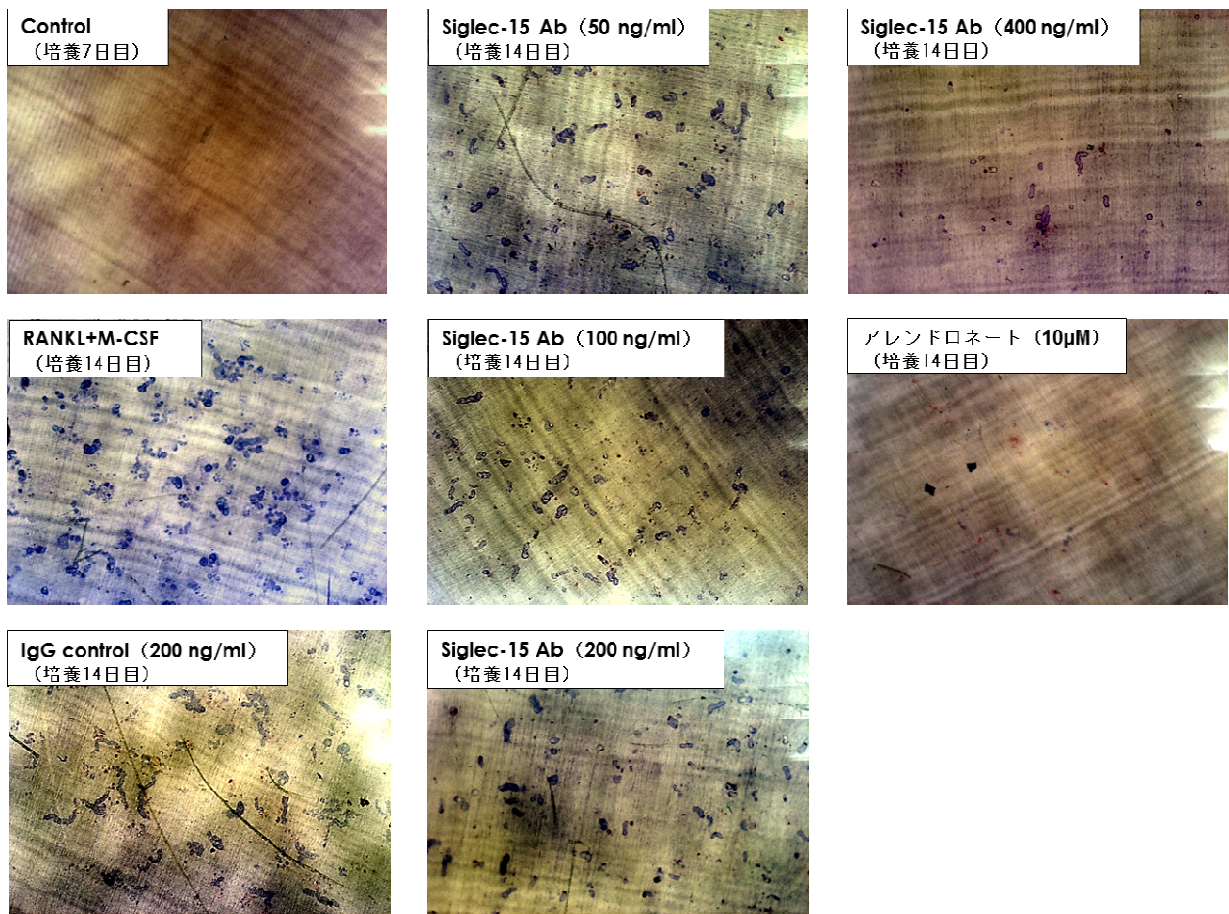 Control
（培養7日目）
Siglec-15 Ab（50 ng/ml）
（培養14日目）
Siglec-15 Ab（400 ng/ml）
（培養14日目）
RANKL+M-CSF
（培養14日目）
Siglec-15 Ab（100 ng/ml）
（培養14日目）
アレンドロネート（10µM）
（培養14日目）
IgG control（200 ng/ml）
（培養14日目）
Siglec-15 Ab（200 ng/ml）
（培養14日目）